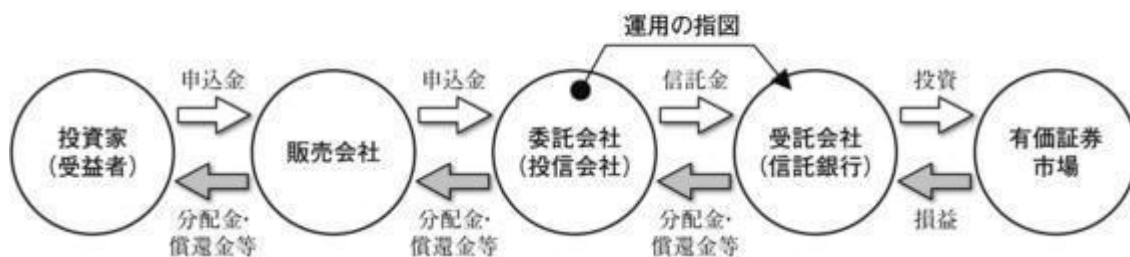 運用の指図
申込金
申込金
信託金
投資
投資家
(受益者)
販売会社
委託会社
(投信会社)
受託会社
(信託銀行)
有価証券
市場
分配金・
償還金等
分配金・
償還金等
分配金・
償還金等
損益